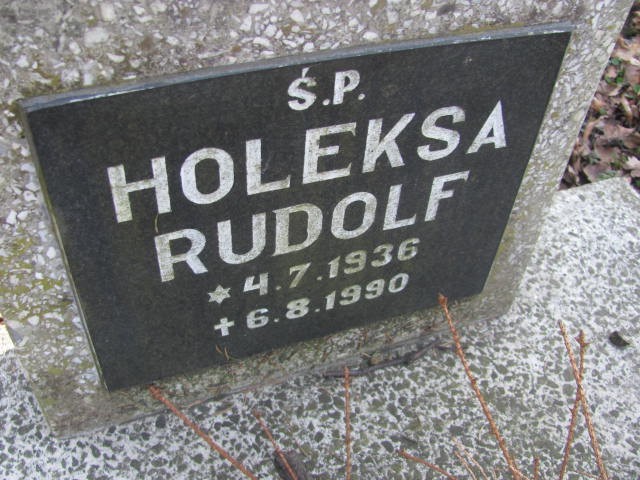 Ś.P.
HOLEKSA
RUDOLF
* 4.7.1936
+ 6.8.1990